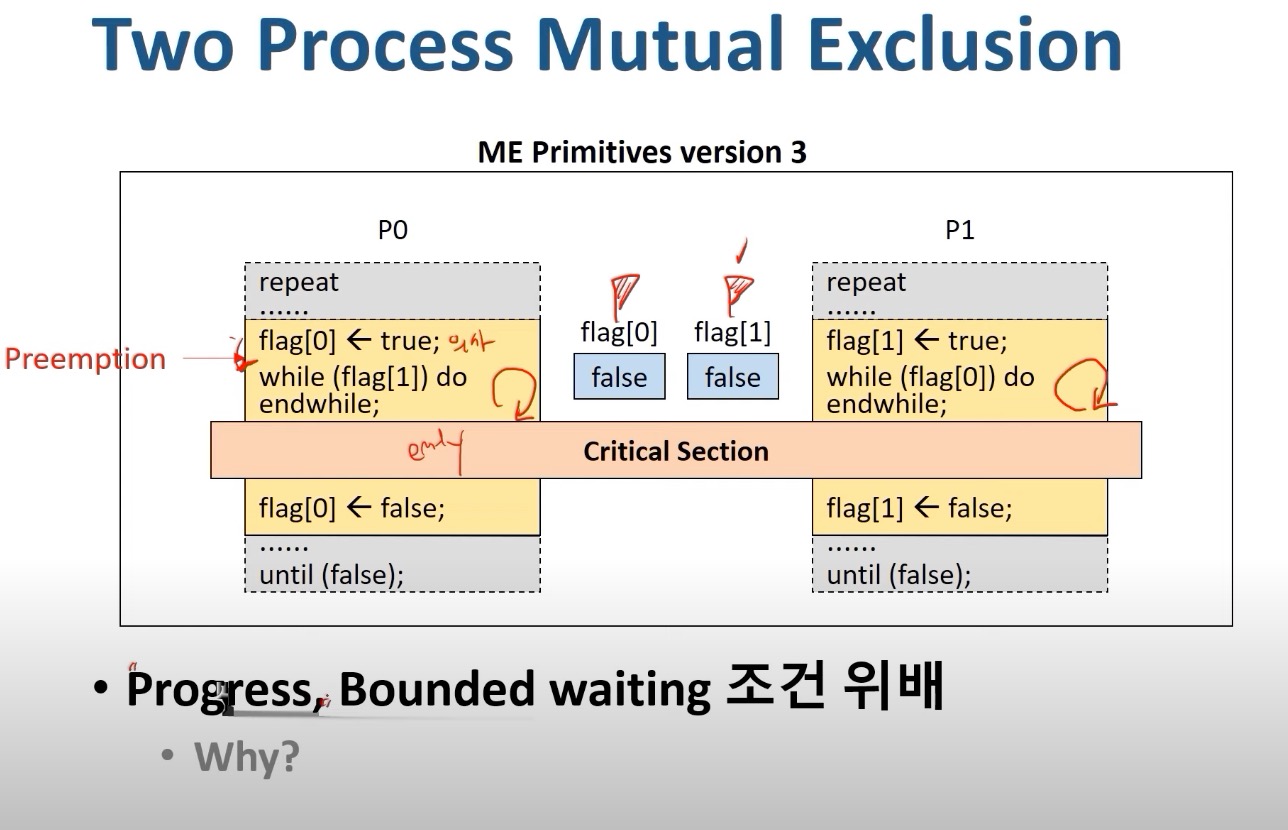 Two Process Mutual Exclusion
ME Primitives version 3
P0
P1
repeat
......
flag[0] ← true; 의사
while (flag[1]) do
endwhile;
Preemption
flag[0]
flag[1]
false
false
repeat
......
flag[1] ← true;
while (flag[0]) do
endwhile;
empty
Critical Section
flag[0] ← false;
......
until (false);
flag[1] ← false;
......
until (false);
• Progress, Bounded waiting 조건 위배
• Why?